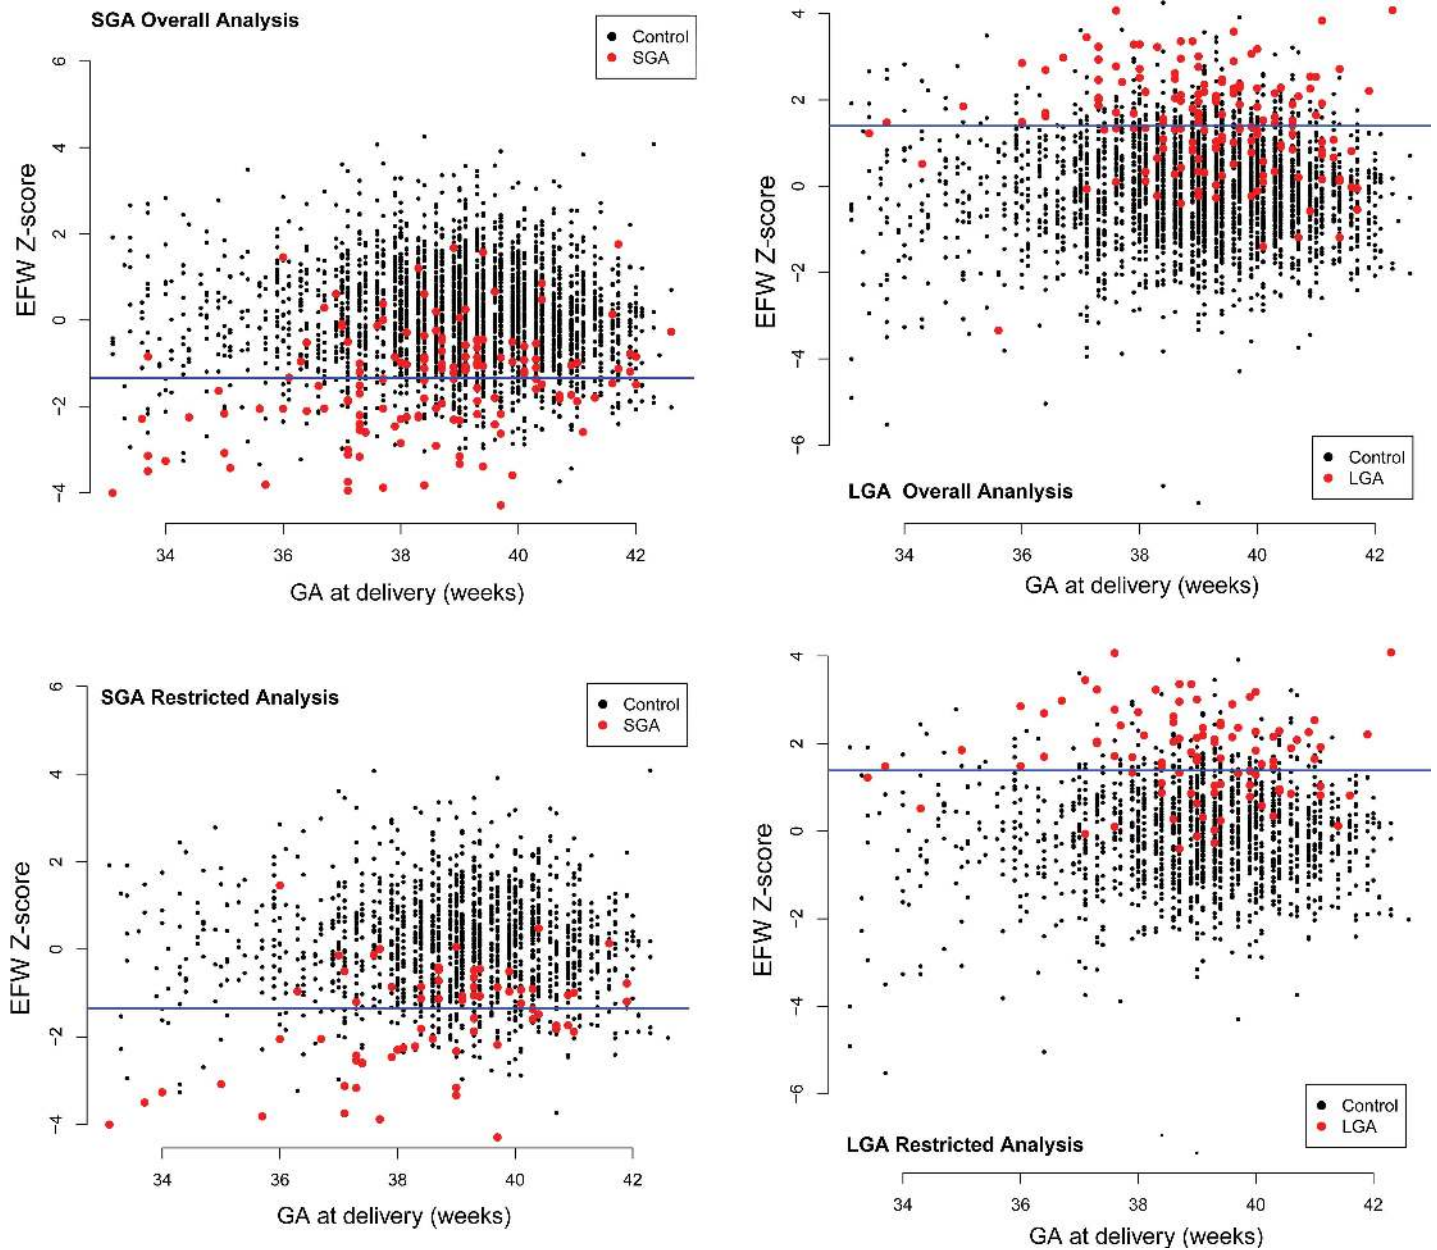 SGA Overall Analysis
Control
SGA
6
4
2
0
−2
−4
EFW Z-score
34 36 38 40 42
GA at delivery (weeks)
4
2
0
−2
−4
−6
EFW Z-score
Control
LGA
LGA Overall Ananlysis
34 36 38 40 42
GA at delivery (weeks)
SGA Restricted Analysis
Control
SGA
6
4
2
0
−2
−4
EFW Z-score
34 36 38 40 42
GA at delivery (weeks)
4
2
0
−2
−4
−6
EFW Z-score
Control
LGA
LGA Restricted Analysis
34 36 38 40 42
GA at delivery (weeks)